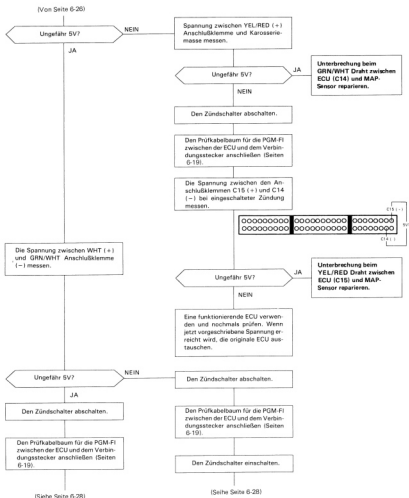 (Von Seite 6-26)
Ungefähr 5V?
NEIN
JA
Spannung zwischen YEL/RED (+)
Anschlußklemme und Karosserie-
masse messen.
Ungefähr 5V?
JA
NEIN
Unterbrechung beim
GRN/WHT Draht zwischen
ECU (C14) und MAP-
Sensor reparieren.
Den Zündschalter abschalten.
Den Prüfkabelbaum für die PGM-FI
zwischen der ECU und dem Verbin-
dungsstecker anschließen (Seiten
6-19).
Die Spannung zwischen den An-
schlußklemmen C15 (+) und C14
(−) bei eingeschalteter Zündung
messen.
Die Spannung zwischen WHT (+)
und GRN/WHT Anschlußklemme
(−) messen.
Ungefähr 5V?
JA
NEIN
Unterbrechung beim
YEL/RED Draht zwischen
ECU (C15) und MAP-
Sensor reparieren.
Eine funktionierende ECU verwen-
den und nochmals prüfen. Wenn
jetzt vorgeschriebene Spannung er-
reicht wird, die originale ECU aus-
tauschen.
Ungefähr 5V?
NEIN
JA
Den Zündschalter abschalten.
Den Zündschalter abschalten.
Den Prüfkabelbaum für die PGM-FI
zwischen der ECU und dem Verbin-
dungsstecker anschließen (Seiten
6-19).
Den Prüfkabelbaum für die PGM-FI
zwischen der ECU und dem Verbin-
dungsstecker anschließen (Seiten
6-19).
Den Zündschalter einschalten.
(Siehe Seite 6-28)
(Seihe Seite 6-28)